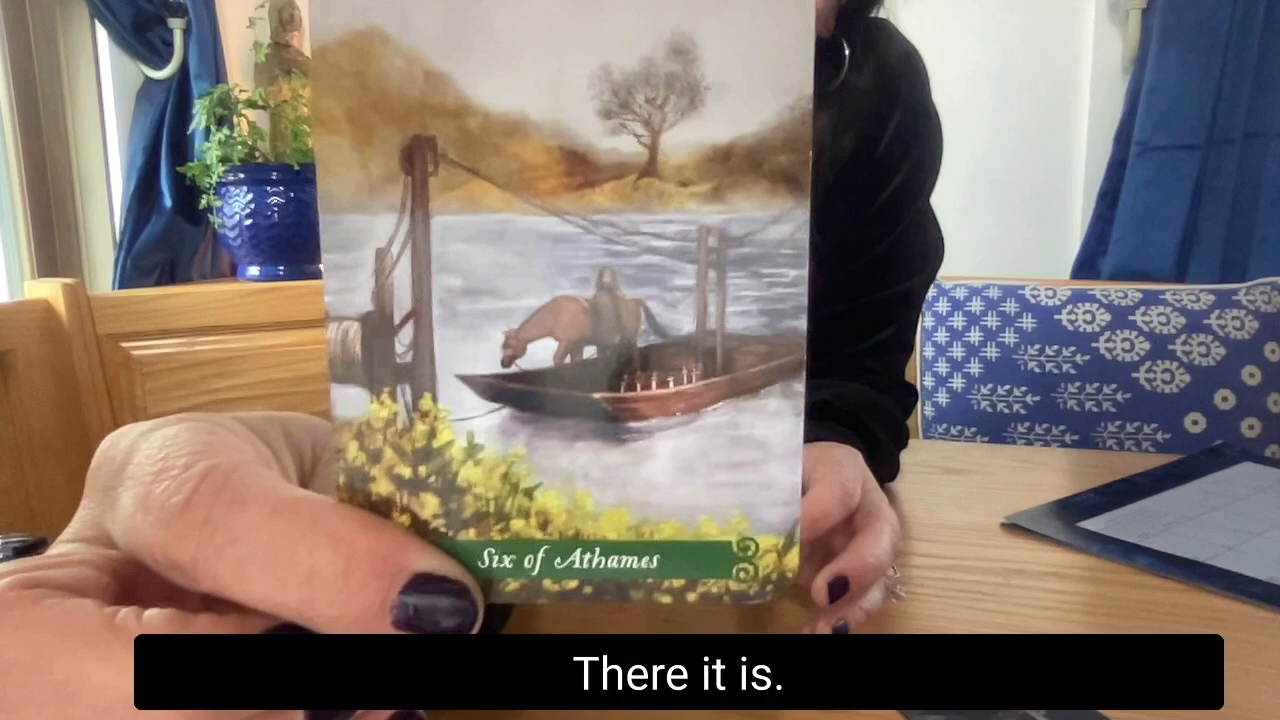 Six of Athames
There it is.